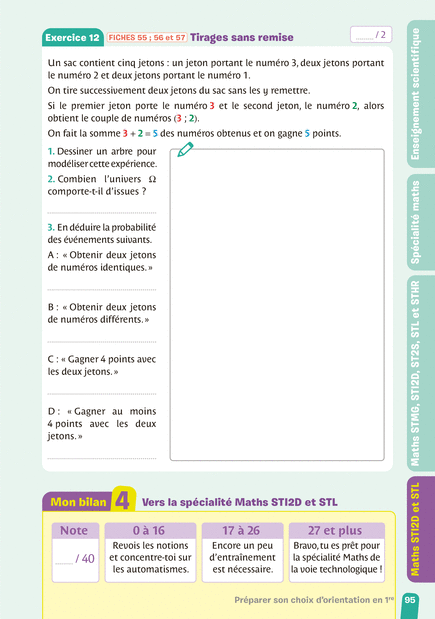 Exercice 12 FICHES 55 ; 56 et 57 Tirages sans remise ........ / 2
Un sac contient cinq jetons : un jeton portant le numéro 3, deux jetons portant
le numéro 2 et deux jetons portant le numéro 1.
On tire successivement deux jetons du sac sans les y remettre.
Si le premier jeton porte le numéro 3 et le second jeton, le numéro 2, alors
obtient le couple de numéros (3 ; 2).
On fait la somme 3 + 2 = 5 des numéros obtenus et on gagne 5 points.
1. Dessiner un arbre pour
modéliser cette expérience.
2. Combien l'univers Ω
comporte-t-il d'issues ?
3. En déduire la probabilité
des événements suivants.
A : « Obtenir deux jetons
de numéros identiques. »
B : « Obtenir deux jetons
de numéros différents. »
C : « Gagner 4 points avec
les deux jetons. »
D : « Gagner au moins
4 points avec les deux
jetons. »
Mon bilan 4 Vers la spécialité Maths STI2D et STL
Note 0 à 16 17 à 26 27 et plus
........ / 40
Revois les notions
et concentre-toi sur
les automatismes.
Encore un peu
d'entraînement
est nécessaire.
Bravo, tu es prêt pour
la spécialité Maths de
la voie technologique !
Préparer son choix d'orientation en 1re 95
Enseignement scientifique
Spécialité maths
Maths STMG, STI2D, ST2S, STL et STHR
Maths STI2D et STL